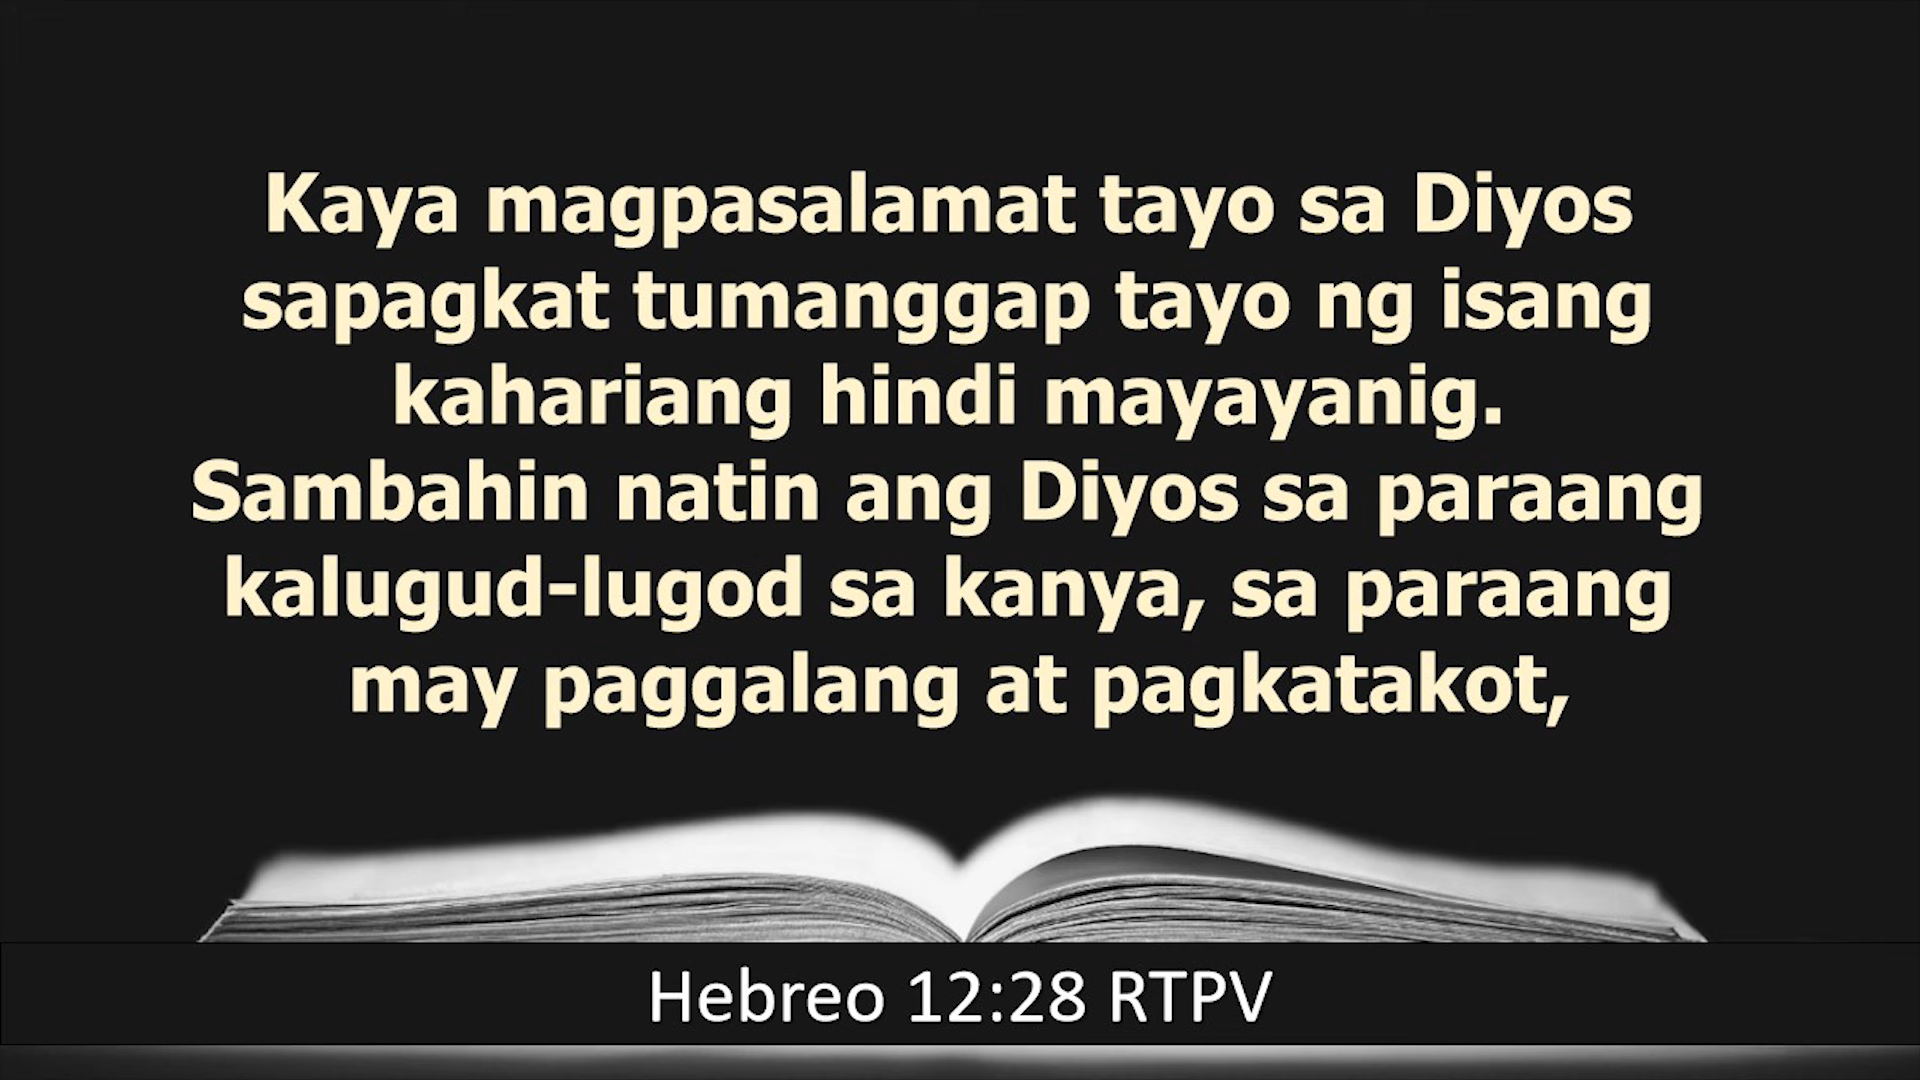 Kaya magpasalamat tayo sa Diyos
sapagkat tumanggap tayo ng isang
kahariang hindi mayayanig.
Sambahin natin ang Diyos sa paraang
kalugud-lugod sa kanya, sa paraang
may paggalang at pagkatakot,
Hebreo 12:28 RTPV